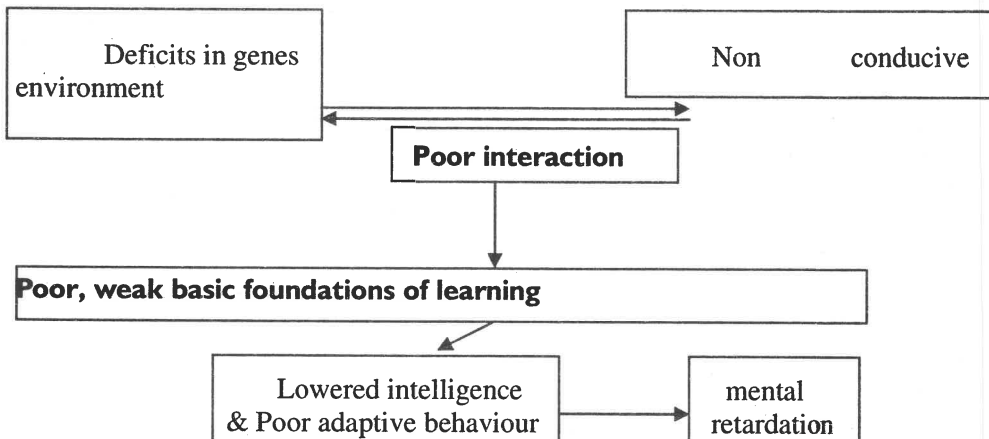 Deficits in genes
environment
Non conducive
Poor interaction
Poor, weak basic foundations of learning
Lowered intelligence
& Poor adaptive behaviour
mental
retardation